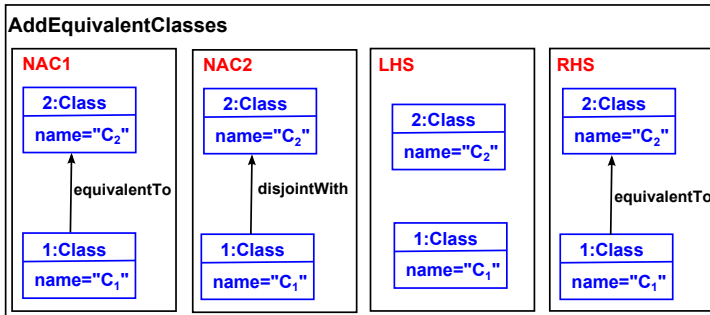 AddEquivalentClasses
NAC1
2:Class
name="C₂"
equivalentTo
1:Class
name="C₁"
NAC2
2:Class
name="C₂"
disjointWith
1:Class
name="C₁"
LHS
2:Class
name="C₂"
1:Class
name="C₁"
RHS
2:Class
name="C₂"
equivalentTo
1:Class
name="C₁"